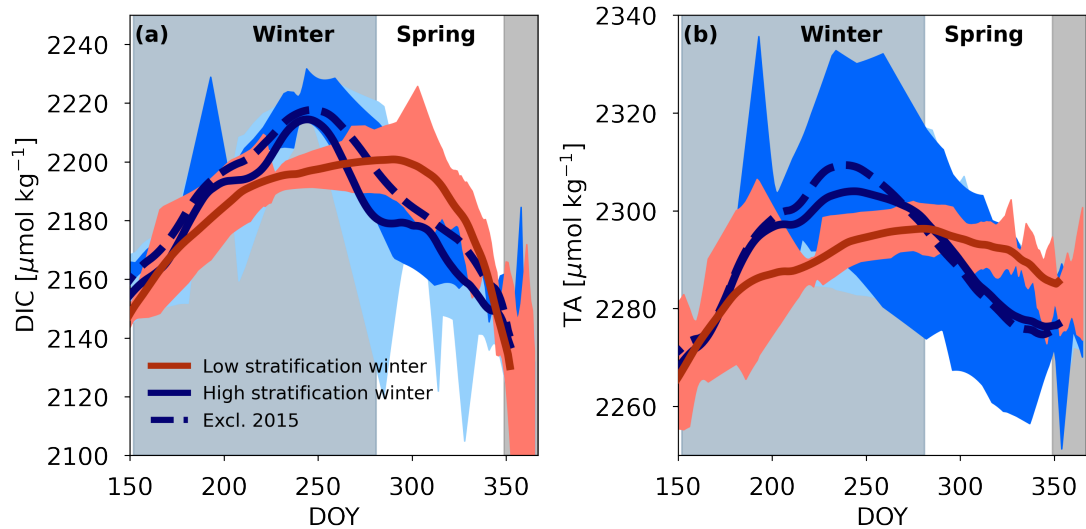 (a) Winter Spring
2240
2220
2200
2180
2160
2140
2120
2100
DIC [μmol kg⁻¹]
Low stratification winter
High stratification winter
Excl. 2015
150 200 250 300 350
DOY
(b) Winter Spring
2340
2320
2300
2280
2260
TA [μmol kg⁻¹]
150 200 250 300 350
DOY